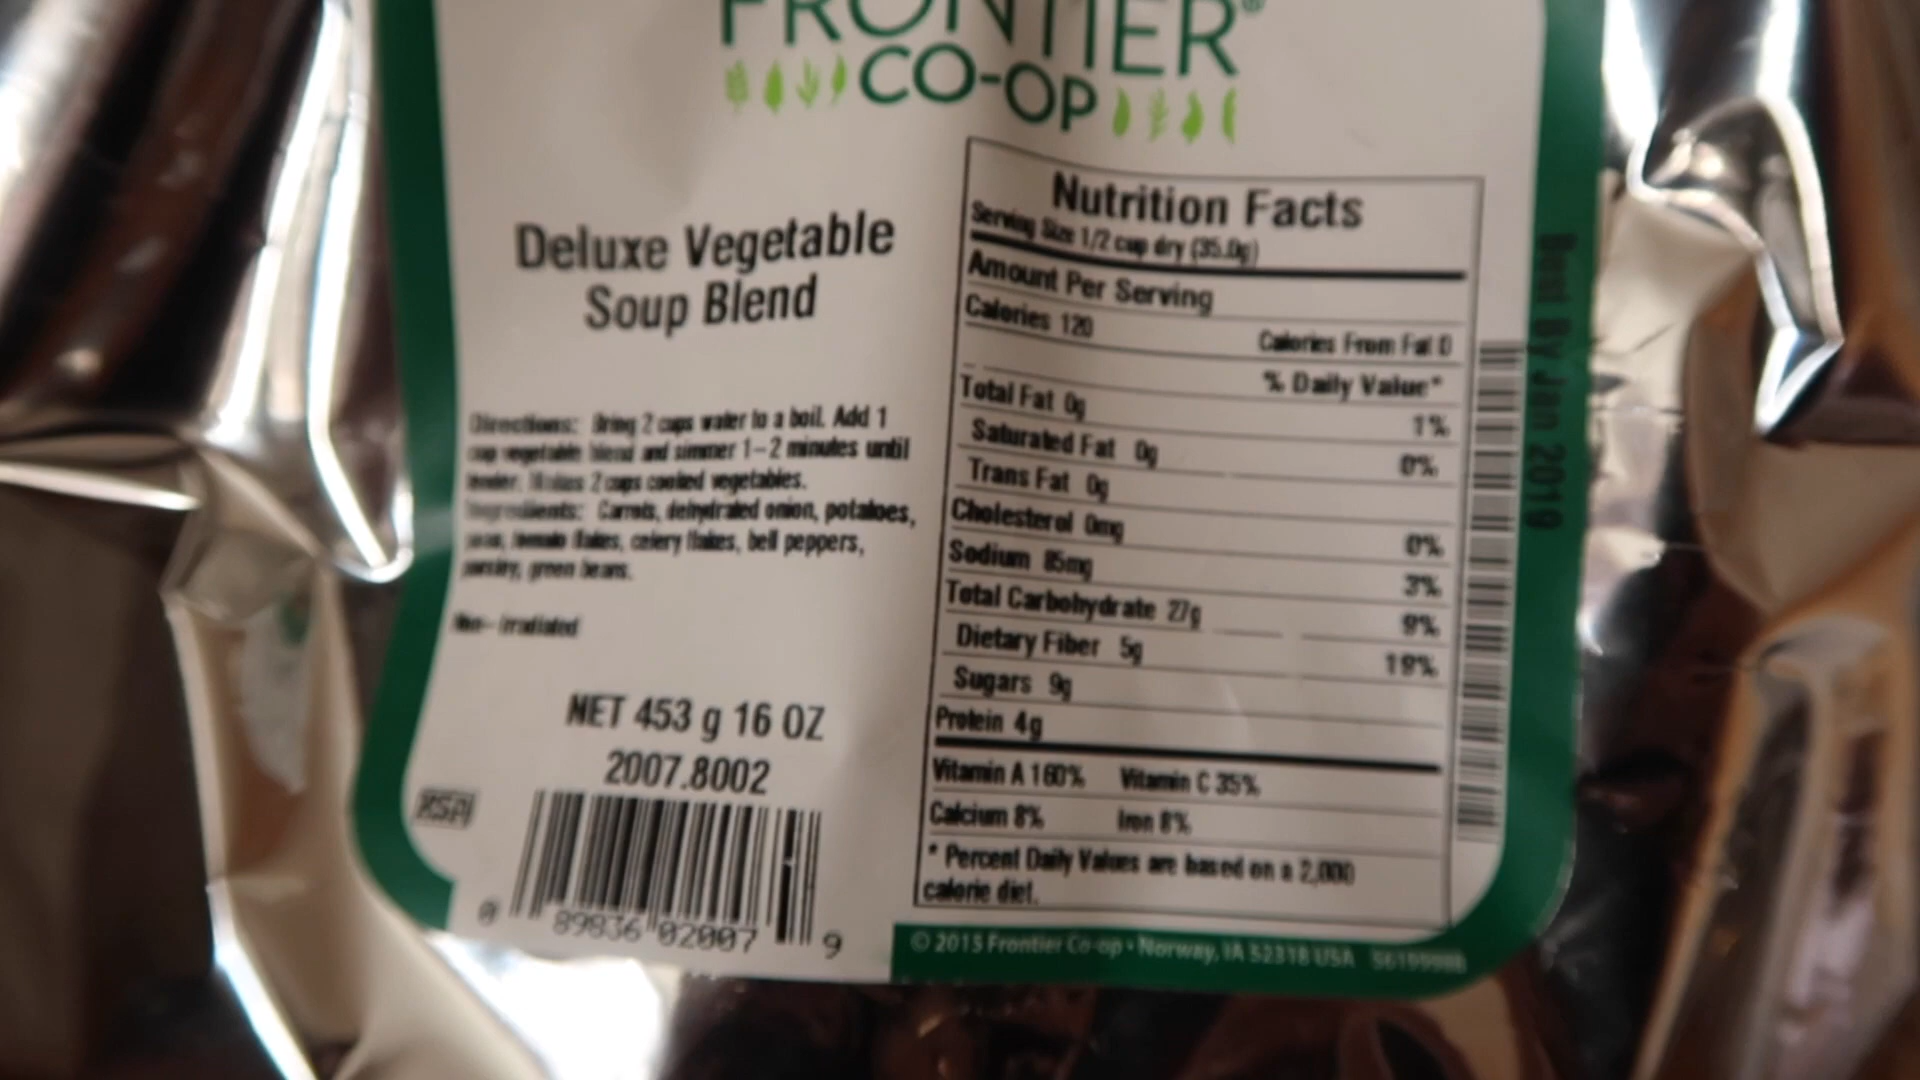 FRONTIER®
CO-OP
Deluxe Vegetable
Soup Blend
Directions: Bring 2 cups water to a boil. Add 1
cup vegetable blend and simmer 1-2 minutes until
tender. Makes 2 cups cooked vegetables.
Ingredients: Carrots, dehydrated onion, potatoes,
tomato flakes, celery flakes, bell peppers,
parsley, green beans.
Non-irradiated
NET 453 g 16 OZ
2007.8002
KSA
0 89836 02007 9
Nutrition Facts
Serving Size 1/2 cup dry (35.0g)
Amount Per Serving
Calories 120 Calories From Fat 0
% Daily Value*
Total Fat 0g 1%
Saturated Fat 0g 0%
Trans Fat 0g
Cholesterol 0mg 0%
Sodium 85mg 3%
Total Carbohydrate 27g 9%
Dietary Fiber 5g 19%
Sugars 9g
Protein 4g
Vitamin A 160% Vitamin C 35%
Calcium 8% Iron 8%
* Percent Daily Values are based on a 2,000
calorie diet.
© 2015 Frontier Co-op • Norway, IA 52318 USA
Best By Jan 2019